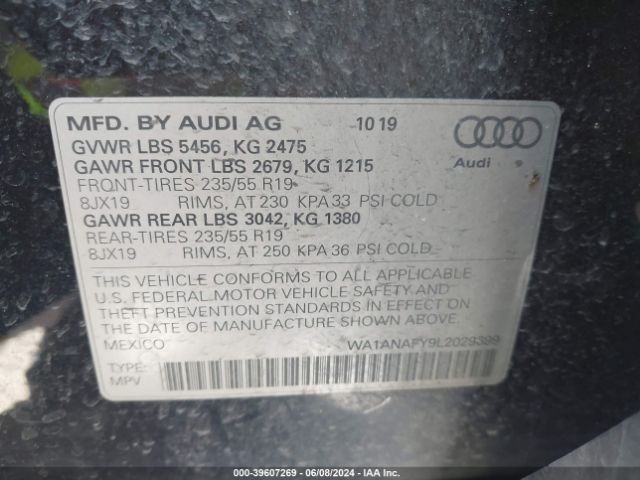 MFD. BY AUDI AG 10 19
GVWR LBS 5456, KG 2475
GAWR FRONT LBS 2679, KG 1215
Audi
FRONT-TIRES 235/55 R19
8JX19 RIMS, AT 230 KPA 33 PSI COLD
GAWR REAR LBS 3042, KG 1380
REAR-TIRES 235/55 R19
8JX19 RIMS, AT 250 KPA 36 PSI COLD
THIS VEHICLE CONFORMS TO ALL APPLICABLE
U.S. FEDERAL MOTOR VEHICLE SAFETY AND
THEFT PREVENTION STANDARDS IN EFFECT ON
THE DATE OF MANUFACTURE SHOWN ABOVE.
MEXICO WA1ANAFY9L2029399
TYPE:
MPV
000-39607269 - 06/08/2024 - IAA Inc.